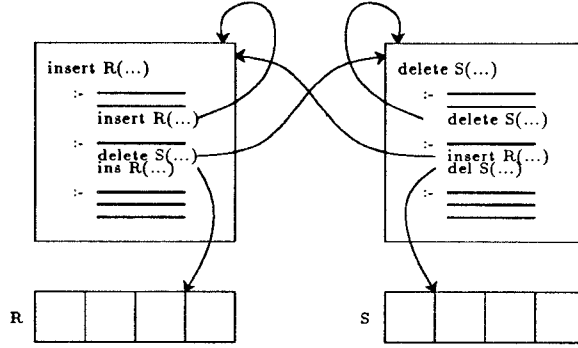 insert R(...)
:-
insert R(...)
:-
delete S(...)
ins R(...)
:-
delete S(...)
:-
delete S(...)
:-
insert R(...)
del S(...)
:-
R
S